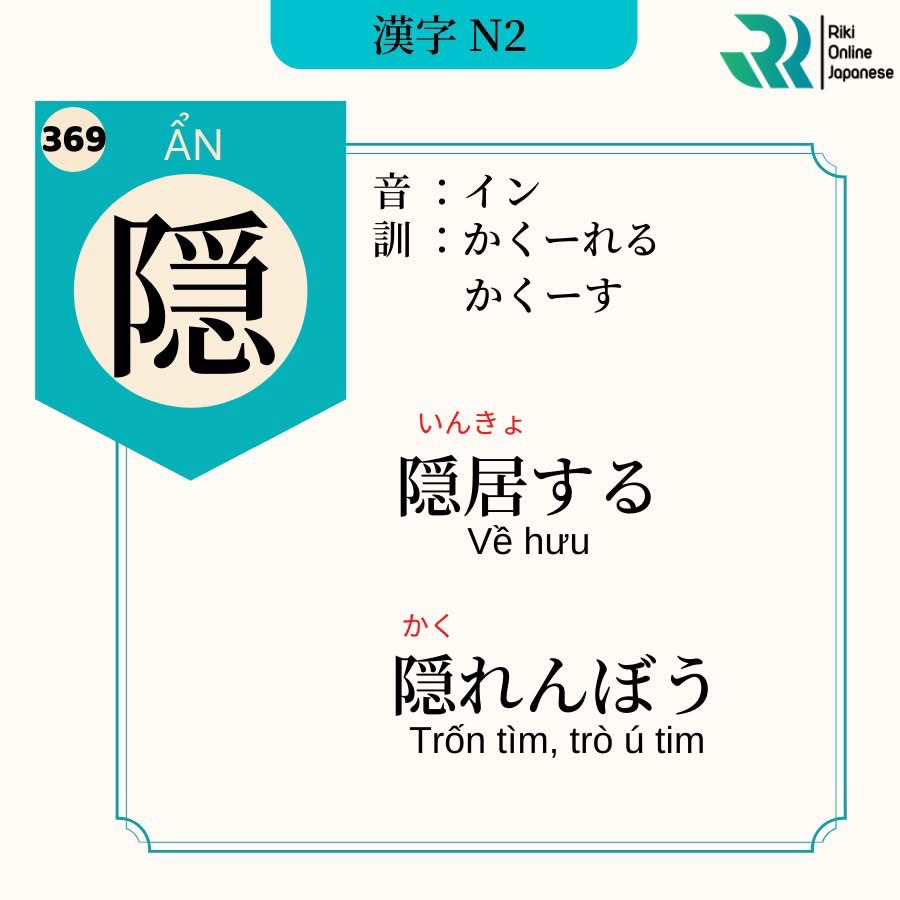 漢字 N2
Riki
Online
Japanese
369
ẨN
隠
音 ：イン
訓 ：かくーれる
かくーす
いんきょ
隠居する
Về hưu
かく
隠れんぼう
Trốn tìm, trò ú tim